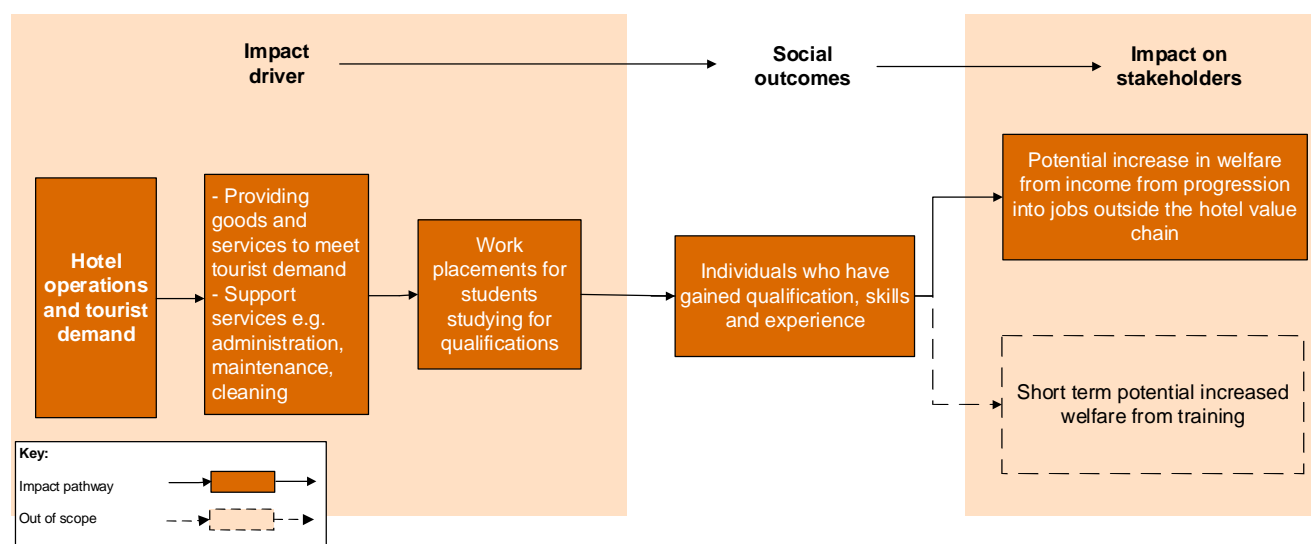 Impact
driver
Social
outcomes
Impact on
stakeholders
Hotel
operations
and tourist
demand
- Providing
goods and
services to meet
tourist demand
- Support
services e.g.
administration,
maintenance,
cleaning
Work
placements for
students
studying for
qualifications
Individuals who have
gained qualification, skills
and experience
Potential increase in welfare
from income from progression
into jobs outside the hotel value
chain
Short term potential increased
welfare from training
Key:
Impact pathway
Out of scope